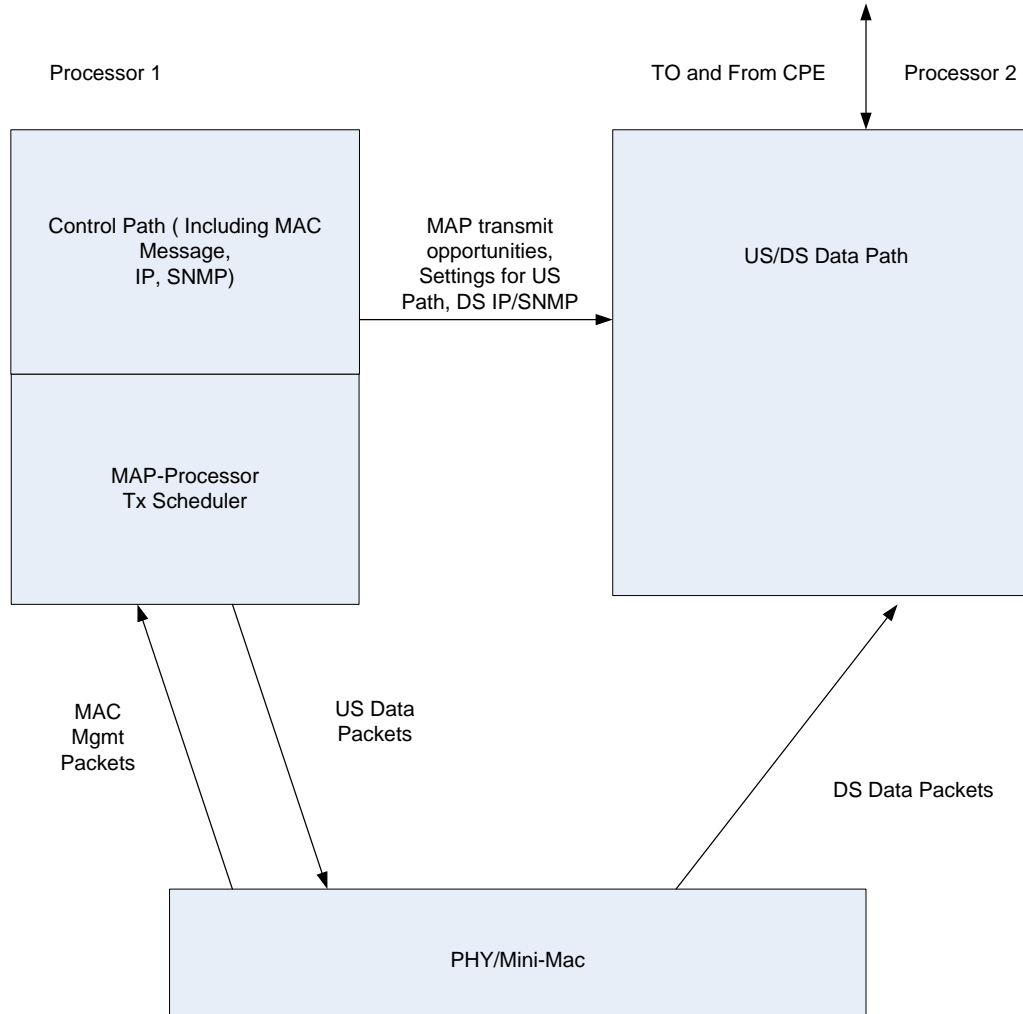 Processor 1
TO and From CPE
Processor 2
Control Path ( Including MAC
Message,
IP, SNMP)
MAP transmit
opportunities,
Settings for US
Path, DS IP/SNMP
US/DS Data Path
MAP-Processor
Tx Scheduler
MAC
Mgmt
Packets
US Data
Packets
DS Data Packets
PHY/Mini-Mac